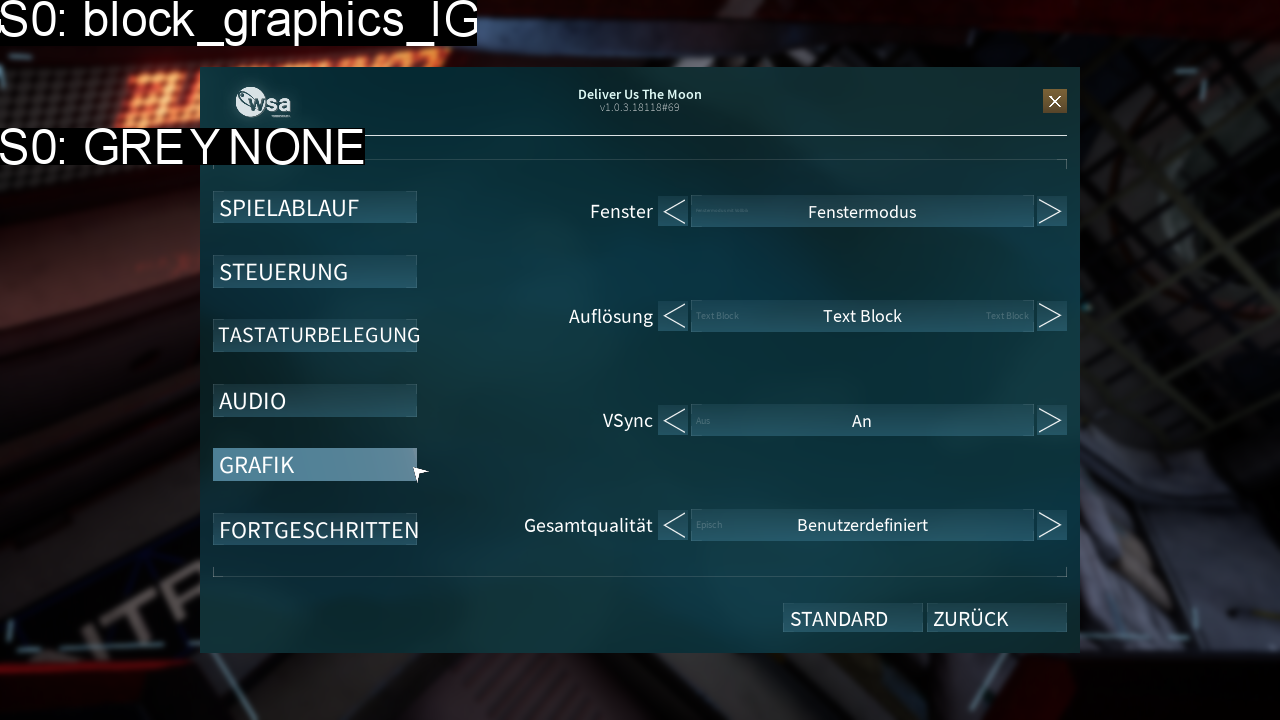 S0: block_graphics_IG
Deliver Us The Moon
v1.0.3.18118#69
wsa
S0: GREY NONE
SPIELABLAUF
Fenster
Fenstermodus
STEUERUNG
TASTATURBELEGUNG
Auflösung
Text Block Text Block Text Block
AUDIO
VSync
Aus An
GRAFIK
FORTGESCHRITTEN
Gesamtqualität
Episch Benutzerdefiniert
STANDARD
ZURÜCK